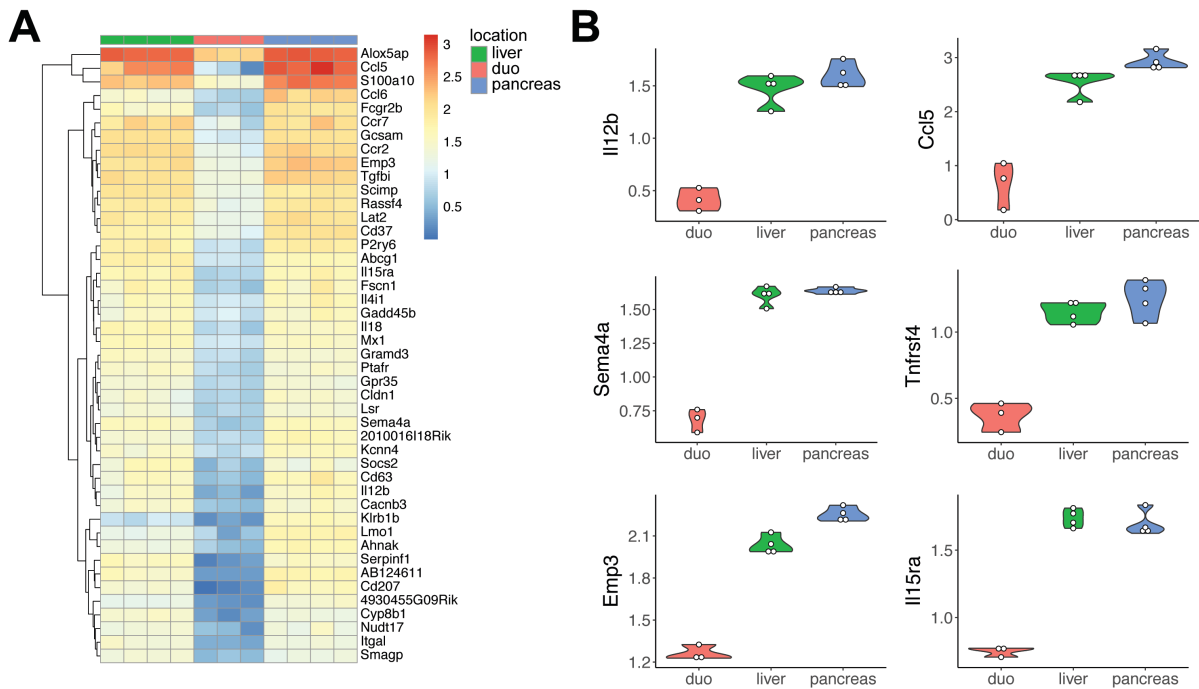 A
Alox5ap
Ccl5
S100a10
Ccl6
Fcgr2b
Ccr7
Gcsam
Ccr2
Emp3
Tgfbi
Scimp
Rassf4
Lat2
Cd37
P2ry6
Abcg1
Il15ra
Fscn1
Il4i1
Gadd45b
Il18
Mx1
Gramd3
Ptafr
Gpr35
Cldn1
Lsr
Sema4a
2010016I18Rik
Kcnn4
Socs2
Cd63
Il12b
Cacnb3
Klrb1b
Lmo1
Ahnak
Serpinf1
AB124611
Cd207
4930455G09Rik
Cyp8b1
Nudt17
Itgal
Smagp
3
2.5
2
1.5
1
0.5
location
liver
duo
pancreas
B
Il12b
1.5
1.0
0.5
duo liver pancreas
Ccl5
3
2
1
0
duo liver pancreas
Sema4a
1.50
1.25
1.00
0.75
duo liver pancreas
Tnfrsf4
1.0
0.5
duo liver pancreas
Emp3
2.1
1.8
1.5
1.2
duo liver pancreas
Il15ra
1.5
1.0
duo liver pancreas